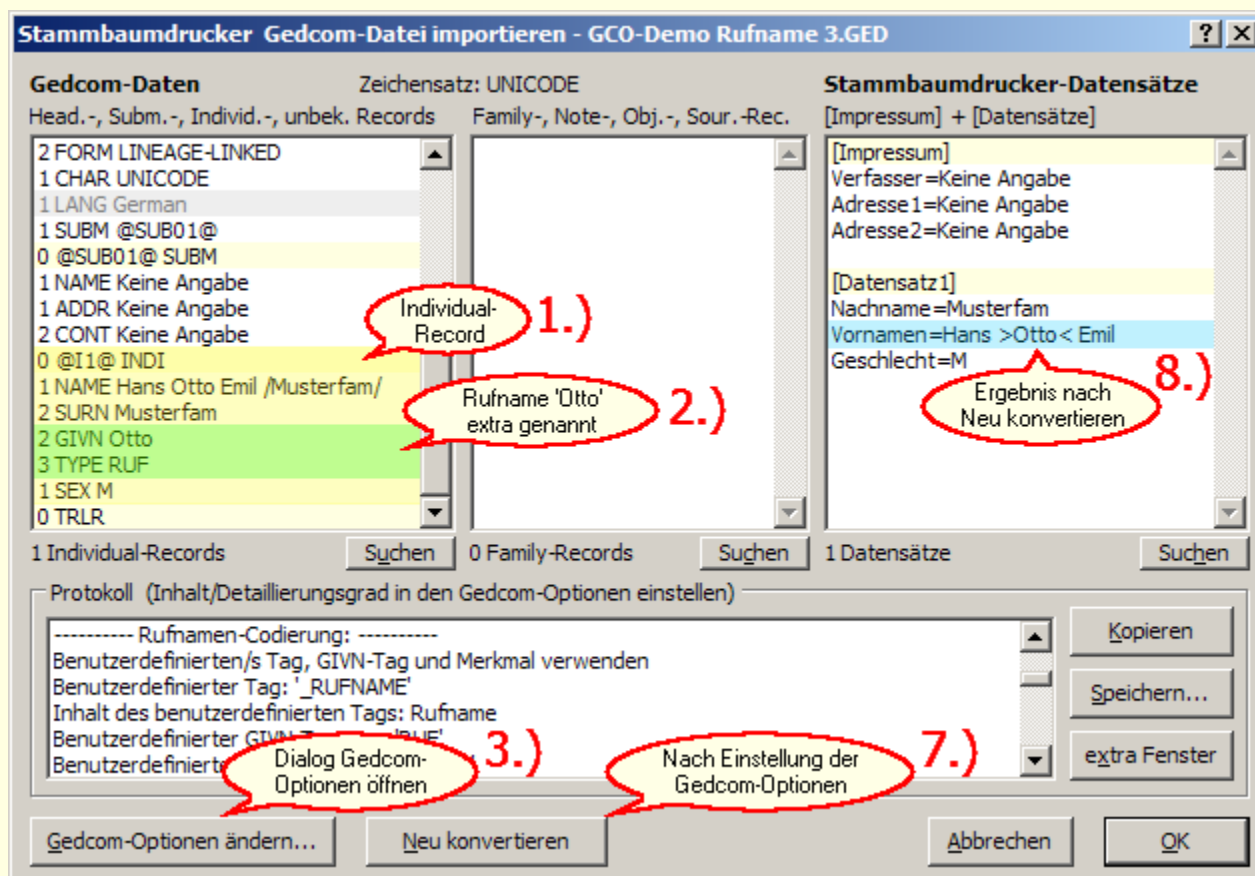 Stammbaumdrucker Gedcom-Datei importieren - GCO-Demo Rufname 3.GED
Gedcom-Daten
Zeichensatz: UNICODE
Stammbaumdrucker-Datensätze
Head.-, Subm.-, Individ.-, unbek. Records
Family-, Note-, Obj.-, Sour.-Rec.
[Impressum] + [Datensätze]
2 FORM LINEAGE-LINKED
1 CHAR UNICODE
1 LANG German
1 SUBM @SUB01@
0 @SUB01@ SUBM
1 NAME Keine Angabe
1 ADDR Keine Angabe
2 CONT Keine Angabe
0 @I1@ INDI
1 NAME Hans Otto Emil /Musterfam/
2 SURN Musterfam
2 GIVN Otto
3 TYPE RUF
1 SEX M
0 TRLR
Individual-
Record
1.)
Rufname 'Otto'
extra genannt
2.)
[Impressum]
Verfasser=Keine Angabe
Adresse1=Keine Angabe
Adresse2=Keine Angabe
[Datensatz1]
Nachname=Musterfam
Vornamen=Hans >Otto< Emil
Geschlecht=M
8.)
Ergebnis nach
Neu konvertieren
1 Individual-Records
Suchen
0 Family-Records
Suchen
1 Datensätze
Suchen
Protokoll (Inhalt/Detaillierungsgrad in den Gedcom-Optionen einstellen)
---------- Rufnamen-Codierung: ----------
Benutzerdefinierten/s Tag, GIVN-Tag und Merkmal verwenden
Benutzerdefinierter Tag: '_RUFNAME'
Inhalt des benutzerdefinierten Tags: Rufname
Benutzerdefinierter
Kopieren
Speichern...
extra Fenster
Dialog Gedcom-
Optionen öffnen
3.)
Nach Einstellung der
Gedcom-Optionen
7.)
Gedcom-Optionen ändern...
Neu konvertieren
Abbrechen
OK